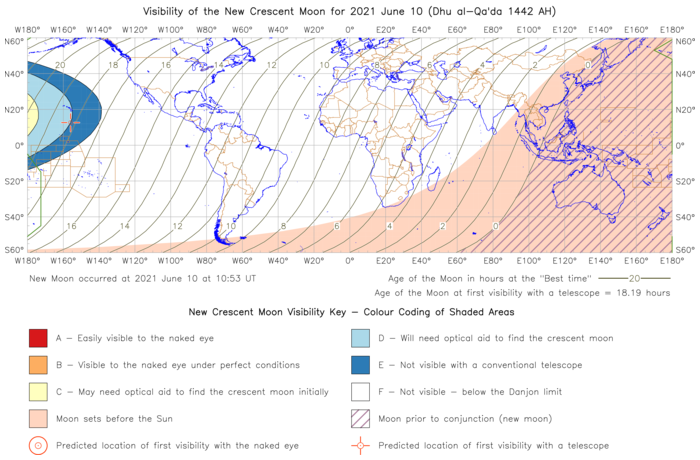 Visibility of the New Crescent Moon for 2021 June 10 (Dhu al-Qa'da 1442 AH)
W180° W160° W140° W120° W100° W80° W60° W40° W20° 0° E20° E40° E60° E80° E100° E120° E140° E160° E180°
N60° N60°
20 18 16 14 12 8 6 4 2 0
N40° N40°
N20° N20°
0° 0°
S20° S20°
S40° S40°
16 14 12 10 8 6 4 2 0
S60° S60°
W180° W160° W140° W120° W100° W80° W60° W40° W20° 0° E20° E40° E60° E80° E100° E120° E140° E160° E180°
New Moon occurred at 2021 June 10 at 10:53 UT
Age of the Moon in hours at the "Best time" 20
Age of the Moon at first visibility with a telescope = 18.19 hours
New Crescent Moon Visibility Key – Colour Coding of Shaded Areas
A – Easily visible to the naked eye
D – Will need optical aid to find the crescent moon
B – Visible to the naked eye under perfect conditions
E – Not visible with a conventional telescope
C – May need optical aid to find the crescent moon initially
F – Not visible – below the Danjon limit
Moon sets before the Sun
Moon prior to conjunction (new moon)
Predicted location of first visibility with the naked eye
Predicted location of first visibility with a telescope